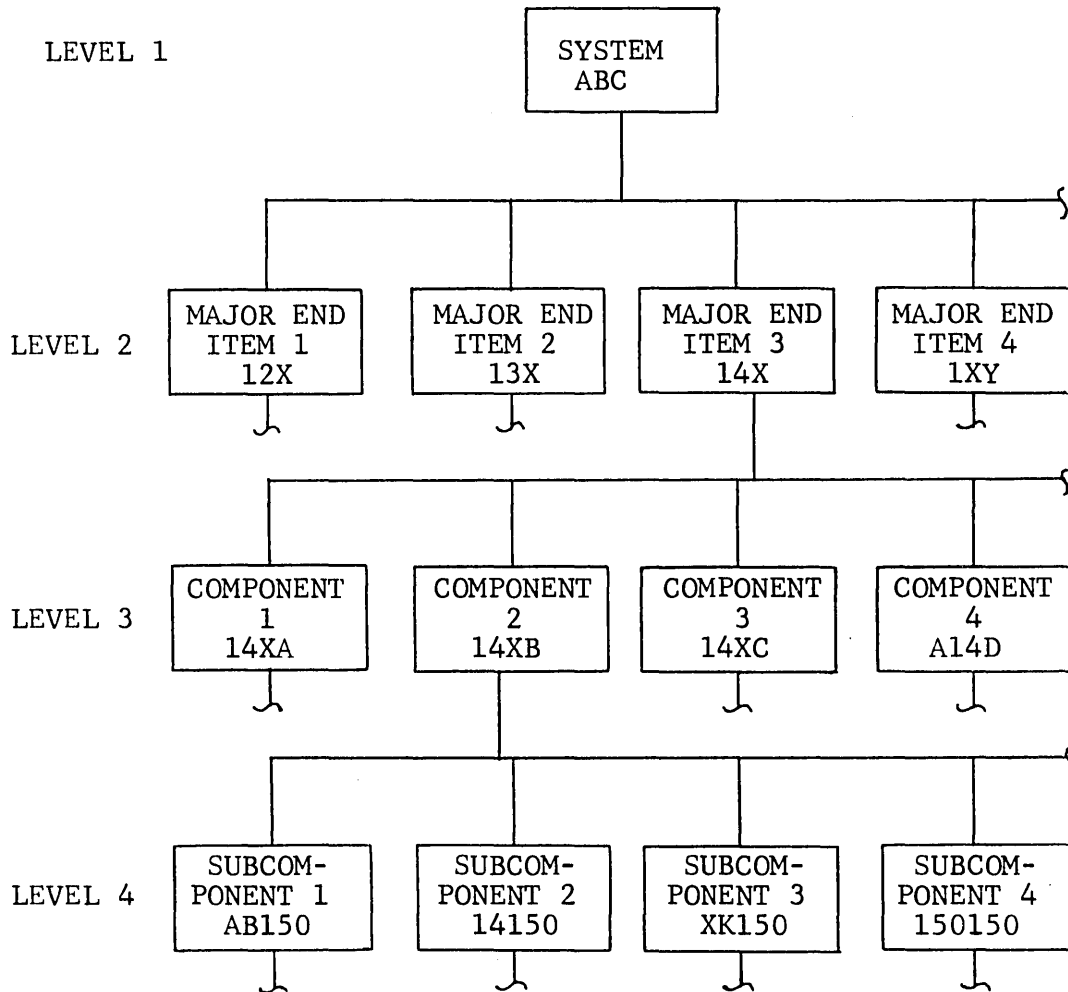 LEVEL 1
SYSTEM
ABC
LEVEL 2
MAJOR END
ITEM 1
12X
MAJOR END
ITEM 2
13X
MAJOR END
ITEM 3
14X
MAJOR END
ITEM 4
1XY
LEVEL 3
COMPONENT
1
14XA
COMPONENT
2
14XB
COMPONENT
3
14XC
COMPONENT
4
A14D
LEVEL 4
SUBCOM-
PONENT 1
AB150
SUBCOM-
PONENT 2
14150
SUBCOM-
PONENT 3
XK150
SUBCOM-
PONENT 4
150150